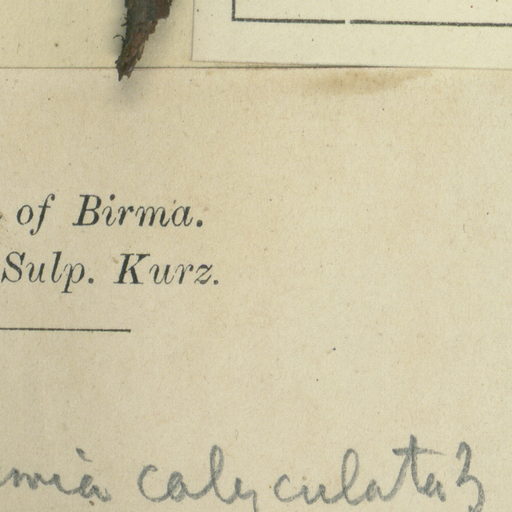 of Birma.
Sulp. Kurz.
calyculata